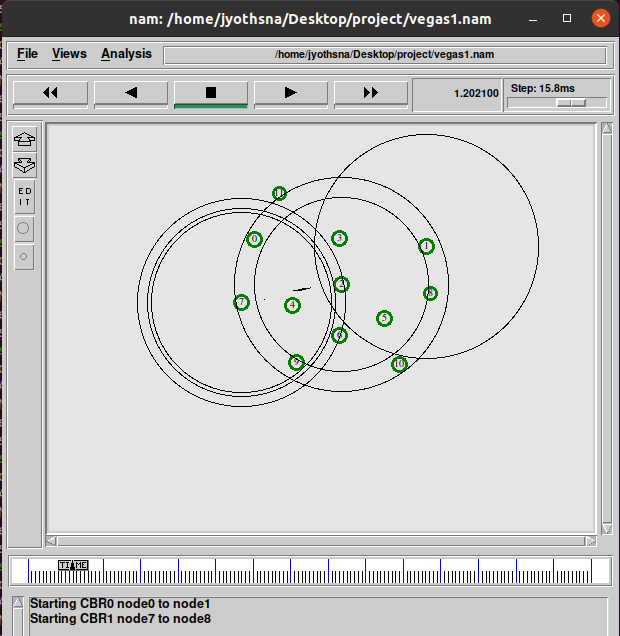 nam: /home/jyothsna/Desktop/project/vegas1.nam
File Views Analysis /home/jyothsna/Desktop/project/vegas1.nam
1.202100 Step: 15.8ms
ED
IT
11
0
3
1
2
8
7
4
5
6
9
10
TIME
Starting CBR0 node0 to node1
Starting CBR1 node7 to node8